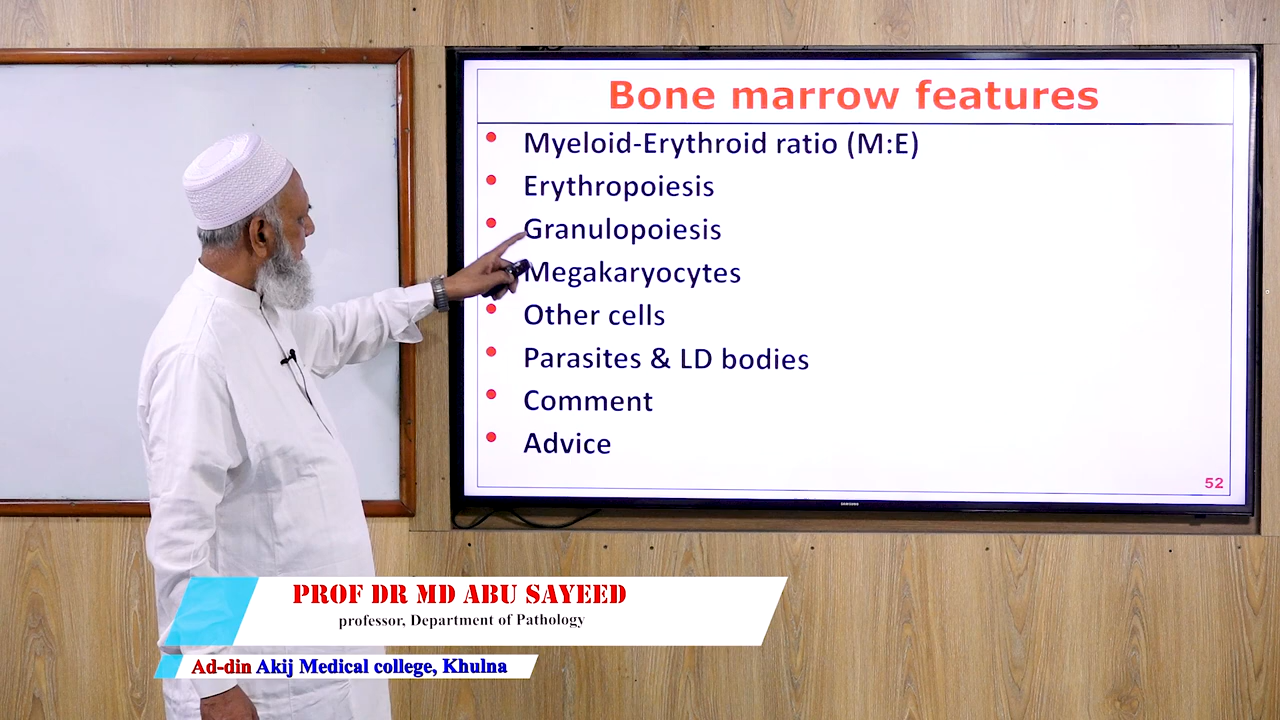 Bone marrow features
• Myeloid-Erythroid ratio (M:E)
• Erythropoiesis
• Granulopoiesis
Megakaryocytes
• Other cells
• Parasites & LD bodies
• Comment
• Advice
52
SAMSUNG
PROF DR MD ABU SAYEED
professor, Department of Pathology
Ad-din Akij Medical college, Khulna